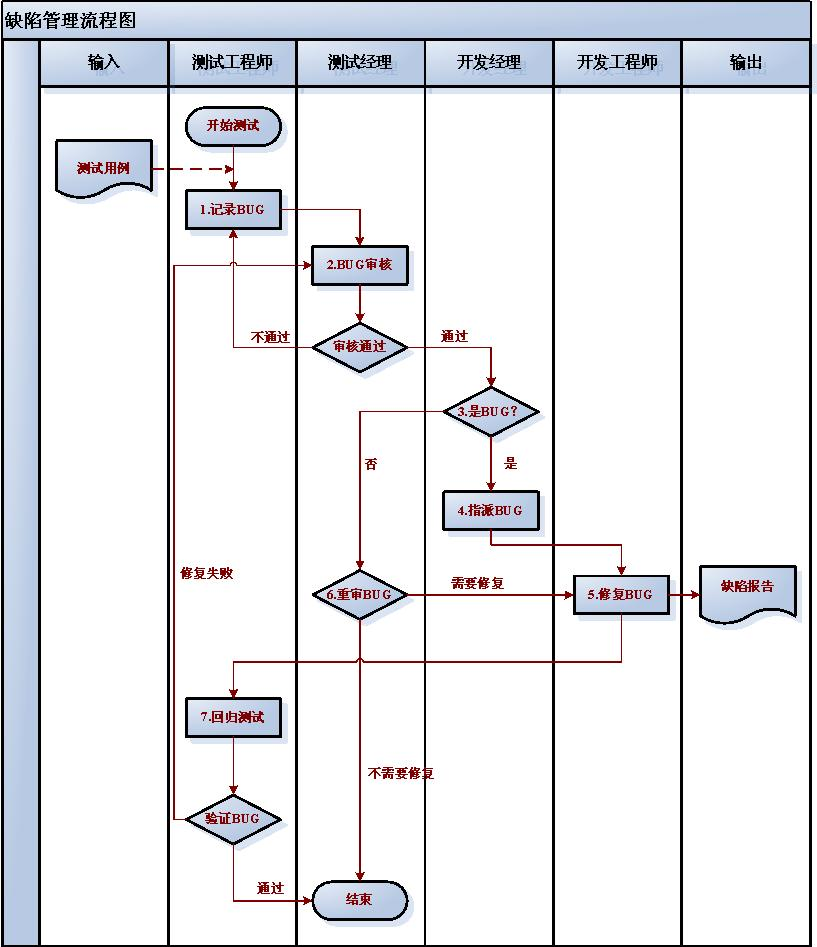 缺陷管理流程图
输入
测试工程师
测试经理
开发经理
开发工程师
输出
开始测试
测试用例
1.记录BUG
2.BUG审核
不通过
审核通过
通过
3.是BUG?
否
是
4.指派BUG
修复失败
6.重审BUG
需要修复
5.修复BUG
缺陷报告
7.回归测试
不需要修复
验证BUG
通过
结束